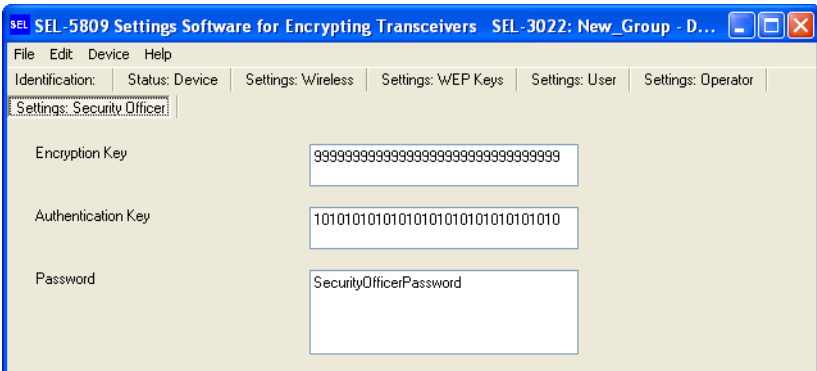 SEL SEL-5809 Settings Software for Encrypting Transceivers SEL-3022: New_Group - D...
File Edit Device Help
Identification: Status: Device Settings: Wireless Settings: WEP Keys Settings: User Settings: Operator
Settings: Security Officer
Encryption Key 99999999999999999999999999999999
Authentication Key 10101010101010101010101010101010
Password SecurityOfficerPassword